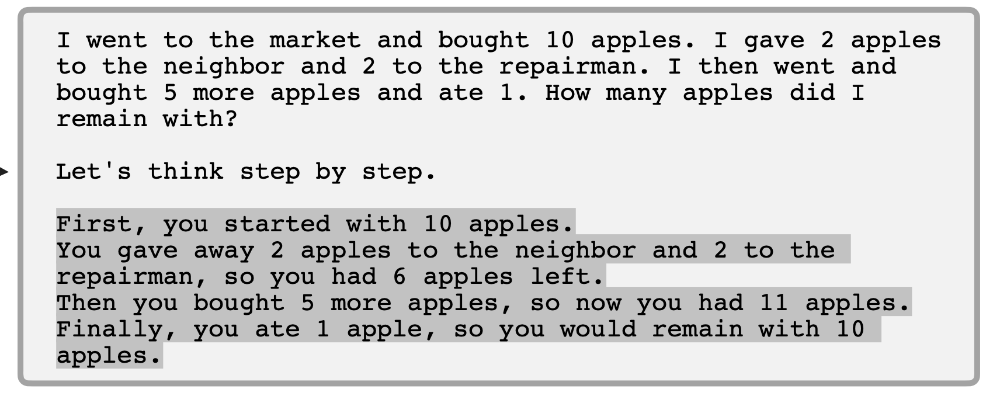 I went to the market and bought 10 apples. I gave 2 apples
to the neighbor and 2 to the repairman. I then went and
bought 5 more apples and ate 1. How many apples did I
remain with?
Let's think step by step.
First, you started with 10 apples.
You gave away 2 apples to the neighbor and 2 to the
repairman, so you had 6 apples left.
Then you bought 5 more apples, so now you had 11 apples.
Finally, you ate 1 apple, so you would remain with 10
apples.